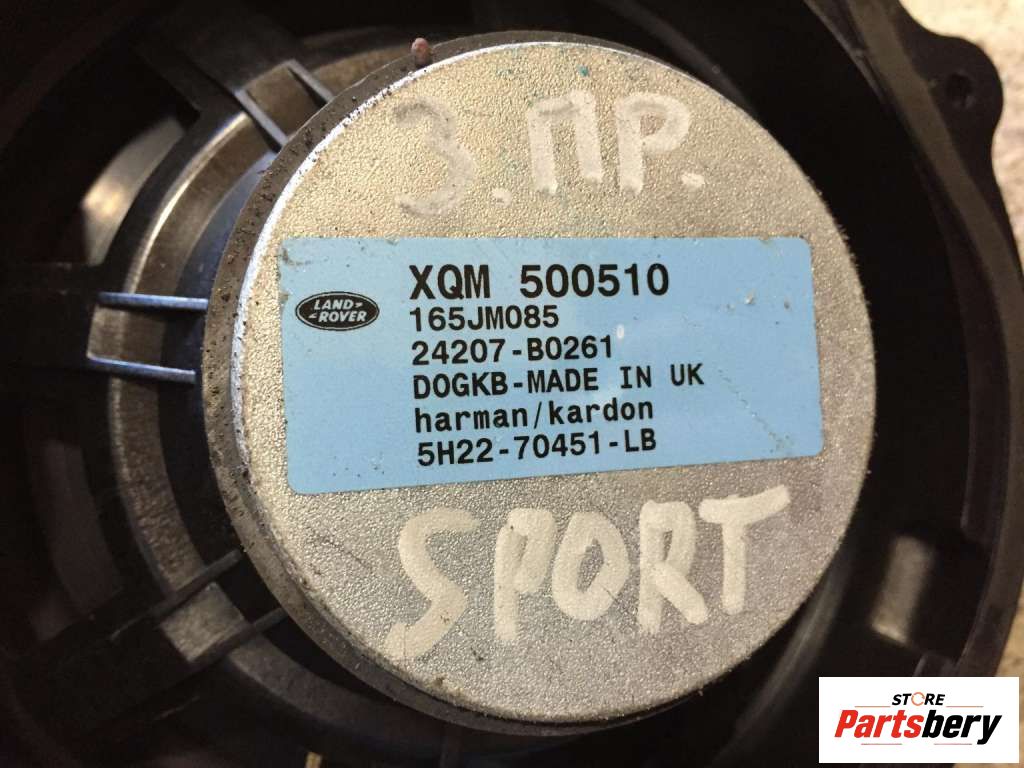 З.ПР.
LAND-
-ROVER
XQM 500510
165JM085
24207-B0261
DOGKB-MADE IN UK
harman/kardon
5H22-70451-LB
SPORT
STORE
Partsbery